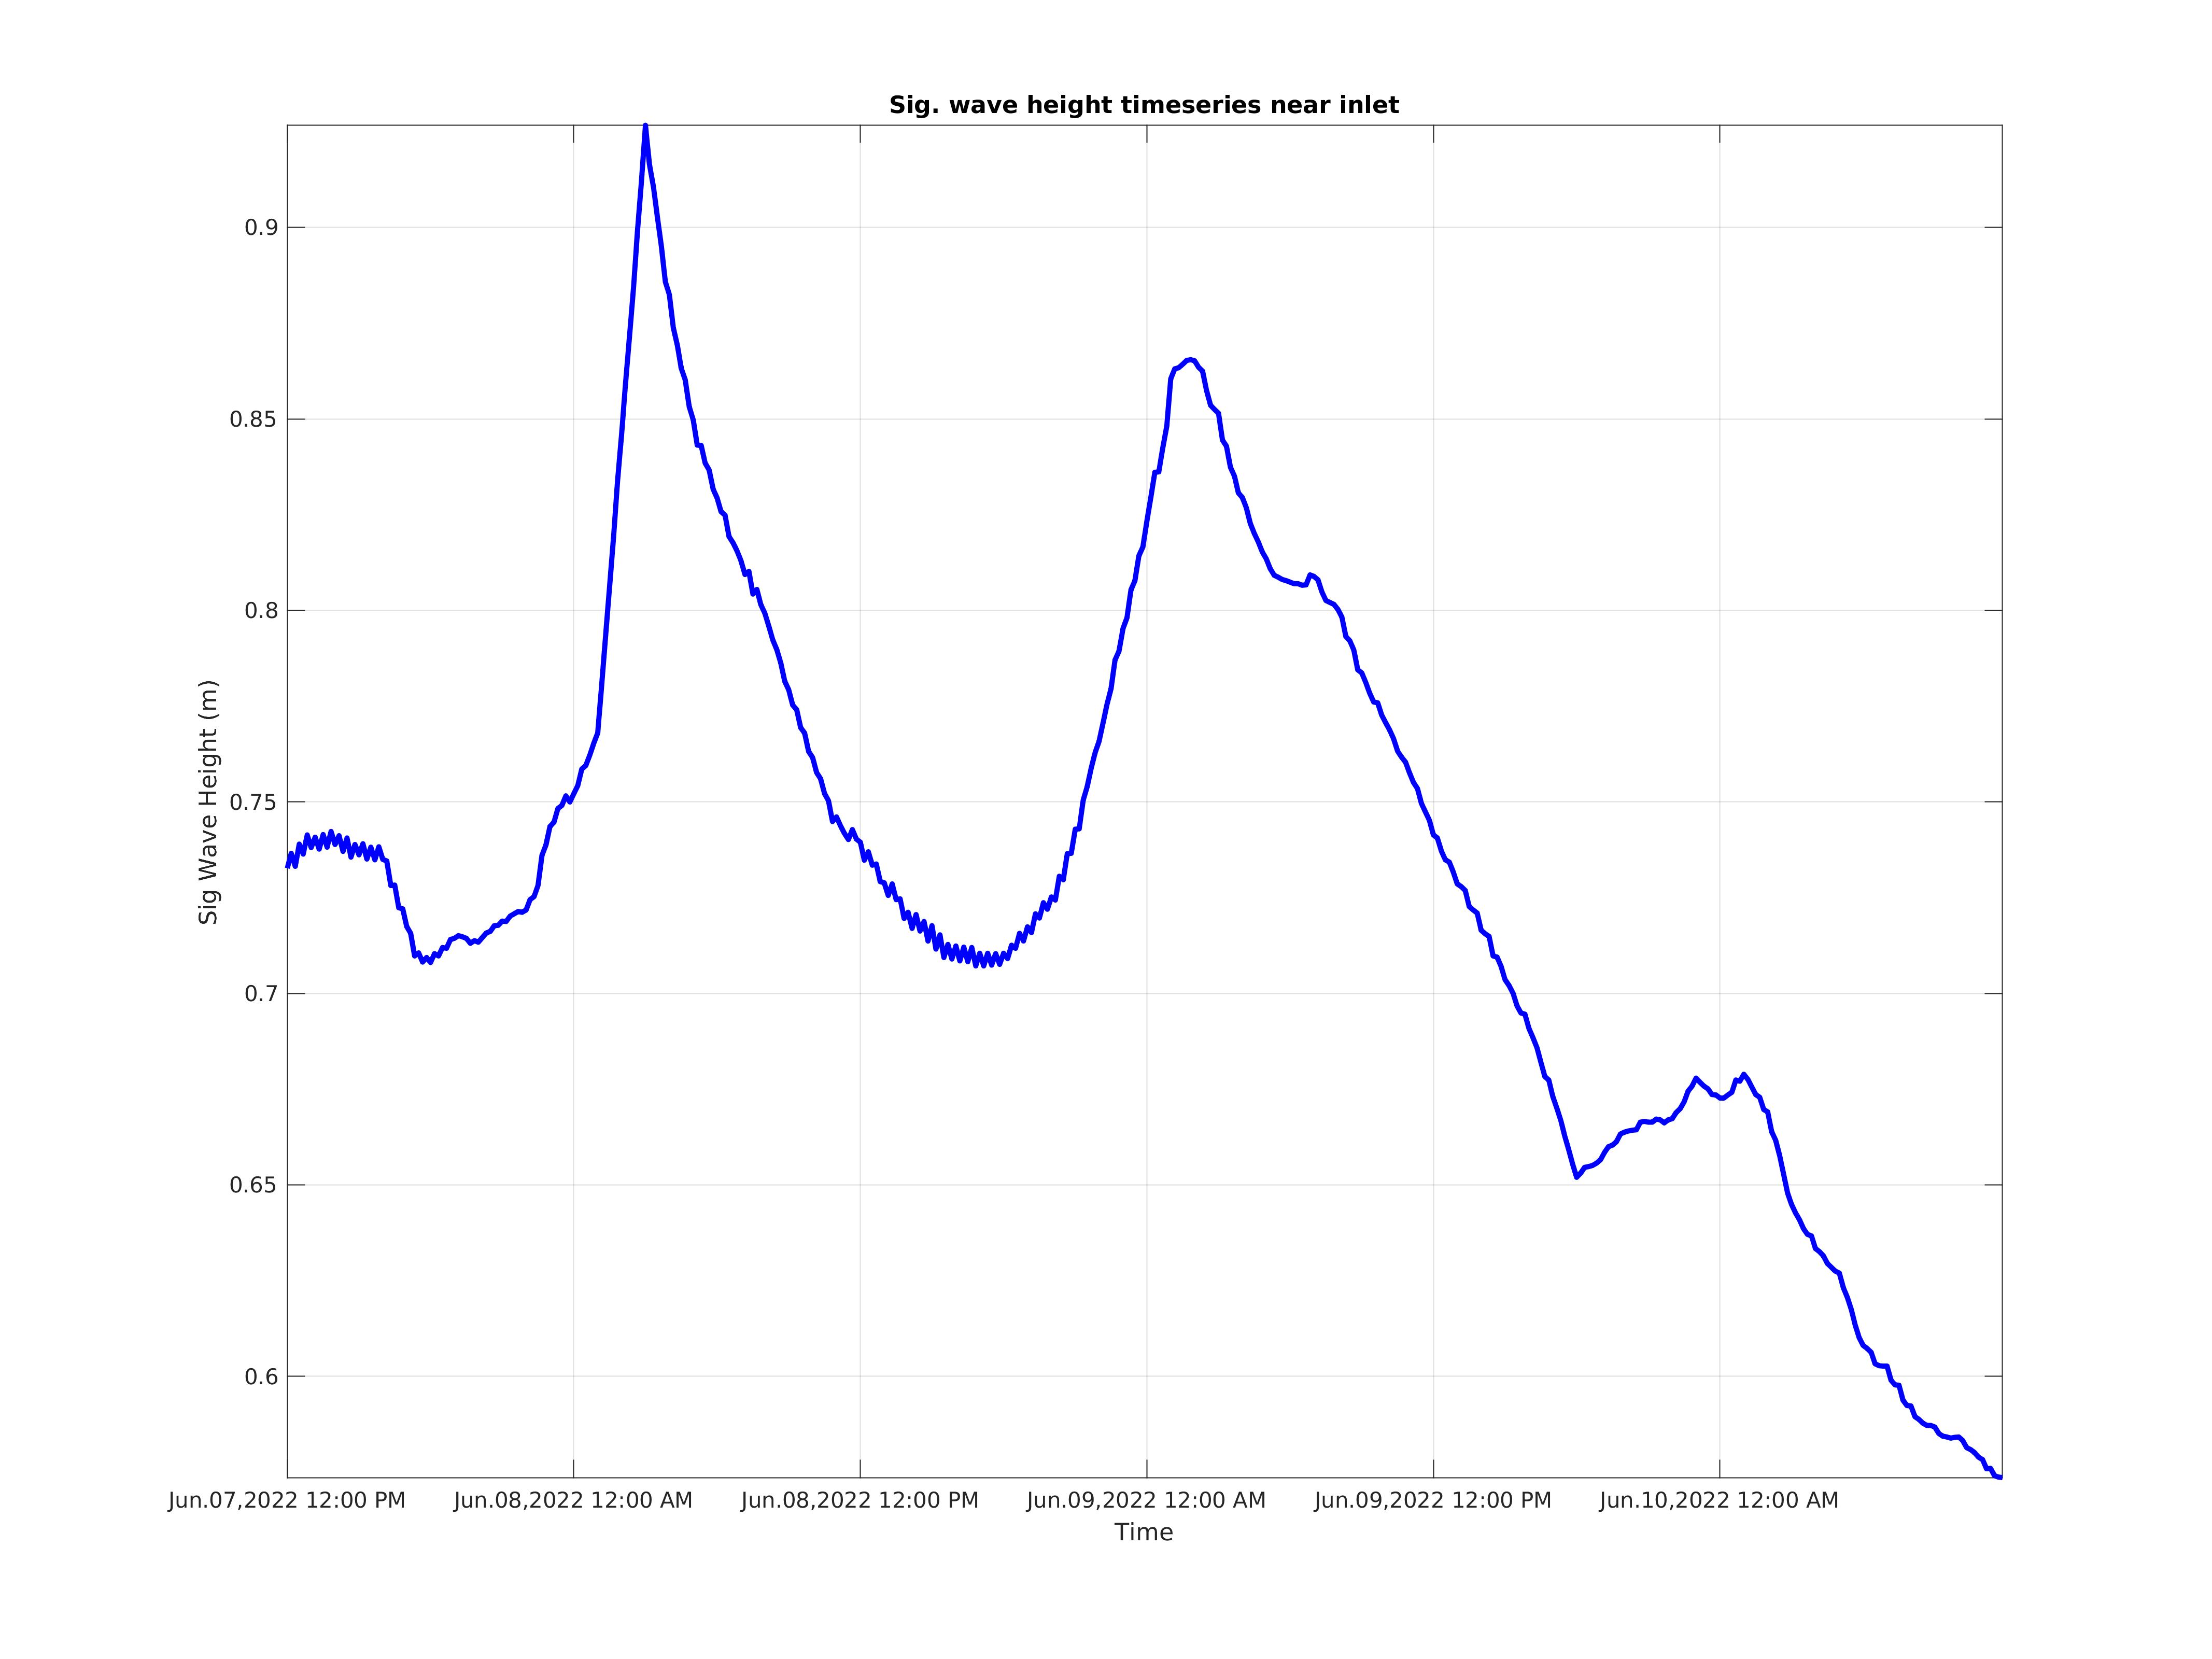 Sig. wave height timeseries near inlet
0.9
0.85
0.8
0.75
0.7
0.65
0.6
Sig Wave Height (m)
Jun.07,2022 12:00 PM
Jun.08,2022 12:00 AM
Jun.08,2022 12:00 PM
Jun.09,2022 12:00 AM
Jun.09,2022 12:00 PM
Jun.10,2022 12:00 AM
Time